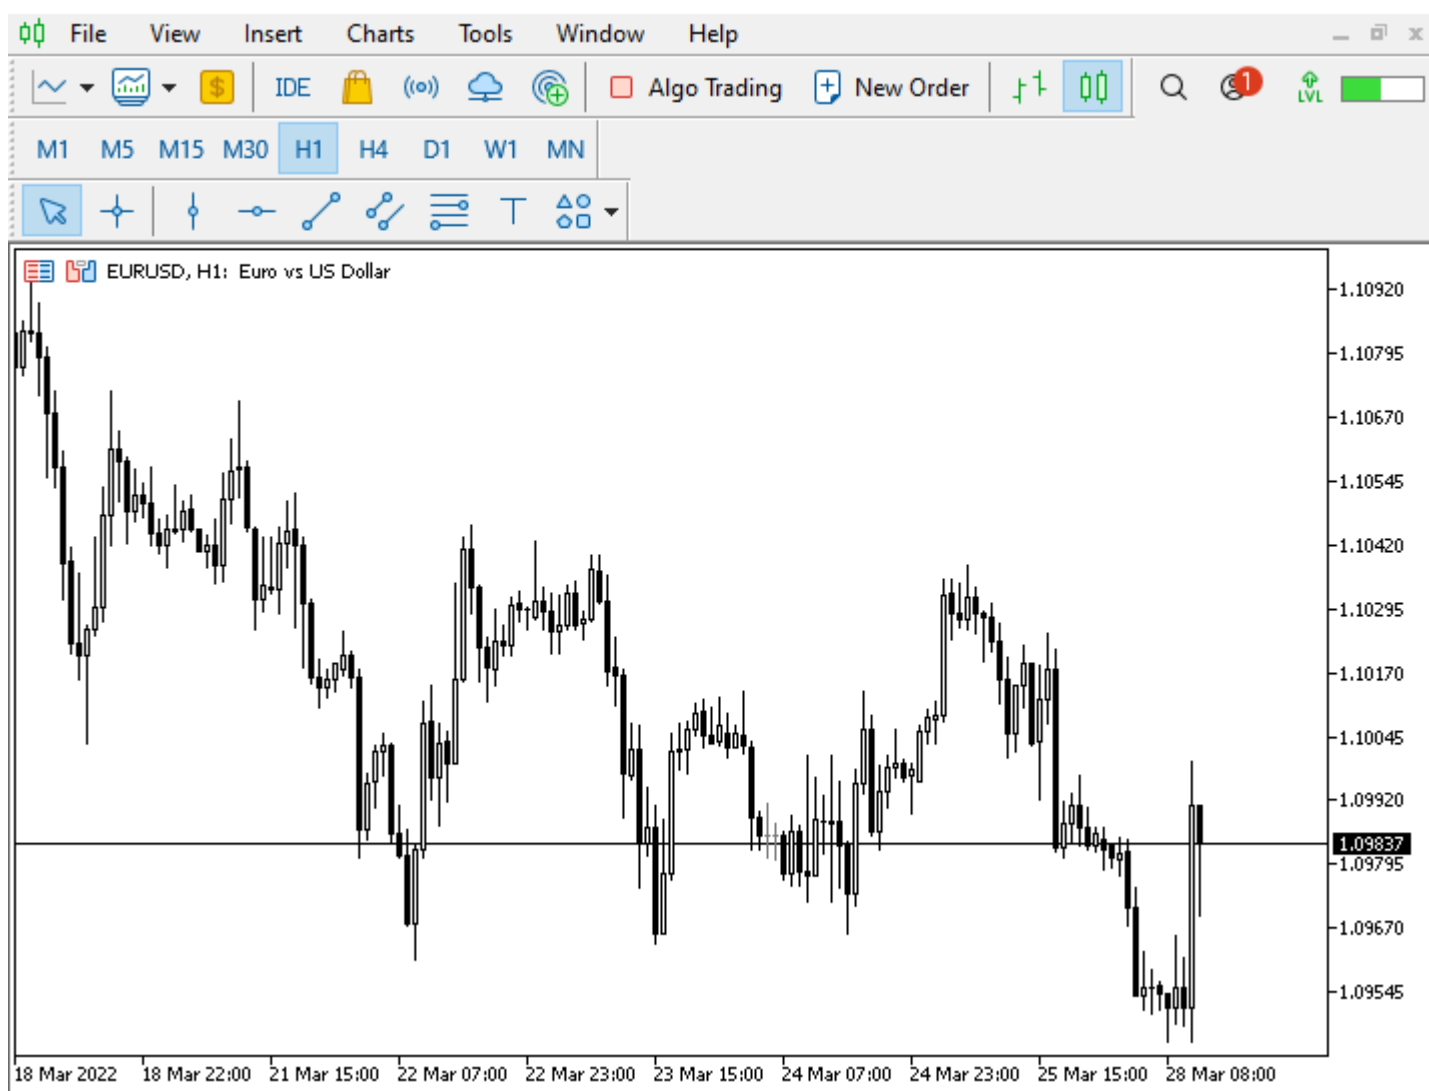 File View Insert Charts Tools Window Help
$ IDE Algo Trading New Order 1 LVL
M1 M5 M15 M30 H1 H4 D1 W1 MN
T
EURUSD, H1: Euro vs US Dollar
1.10920
1.10795
1.10670
1.10545
1.10420
1.10295
1.10170
1.10045
1.09920
1.09837
1.09795
1.09670
1.09545
18 Mar 2022 18 Mar 22:00 21 Mar 15:00 22 Mar 07:00 22 Mar 23:00 23 Mar 15:00 24 Mar 07:00 24 Mar 23:00 25 Mar 15:00 28 Mar 08:00